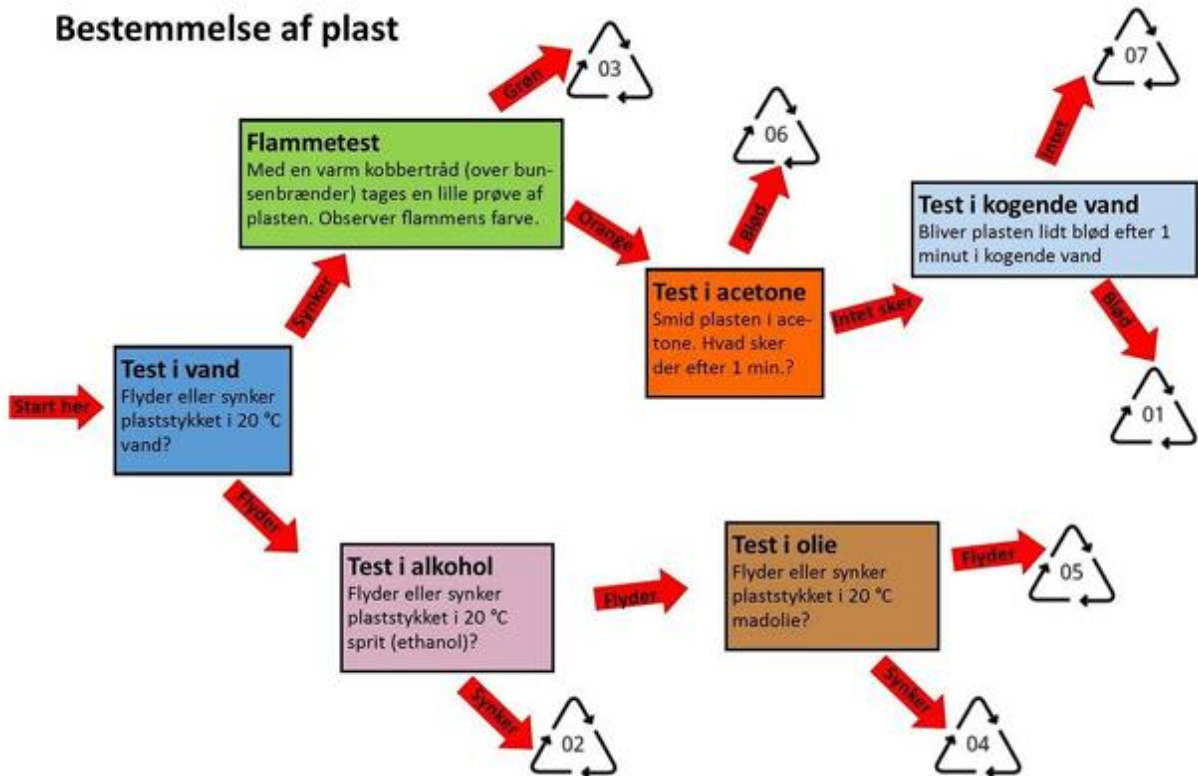 Bestemmelse af plast
Start her
Test i vand
Flyder eller synker
plaststykket i 20 °C
vand?
Synker
Flammetest
Med en varm kobbertråd (over bun-
senbrænder) tages en lille prøve af
plasten. Observer flammens farve.
Grøn
03
Orange
Test i acetone
Smid plasten i ace-
tone. Hvad sker
der efter 1 min.?
Blød
06
Intet sker
Test i kogende vand
Bliver plasten lidt blød efter 1
minut i kogende vand
Intet
07
Blød
01
Flyder
Test i alkohol
Flyder eller synker
plaststykket i 20 °C
sprit (ethanol)?
Synker
02
Flyder
Test i olie
Flyder eller synker
plaststykket i 20 °C
madolie?
Flyder
05
Synker
04